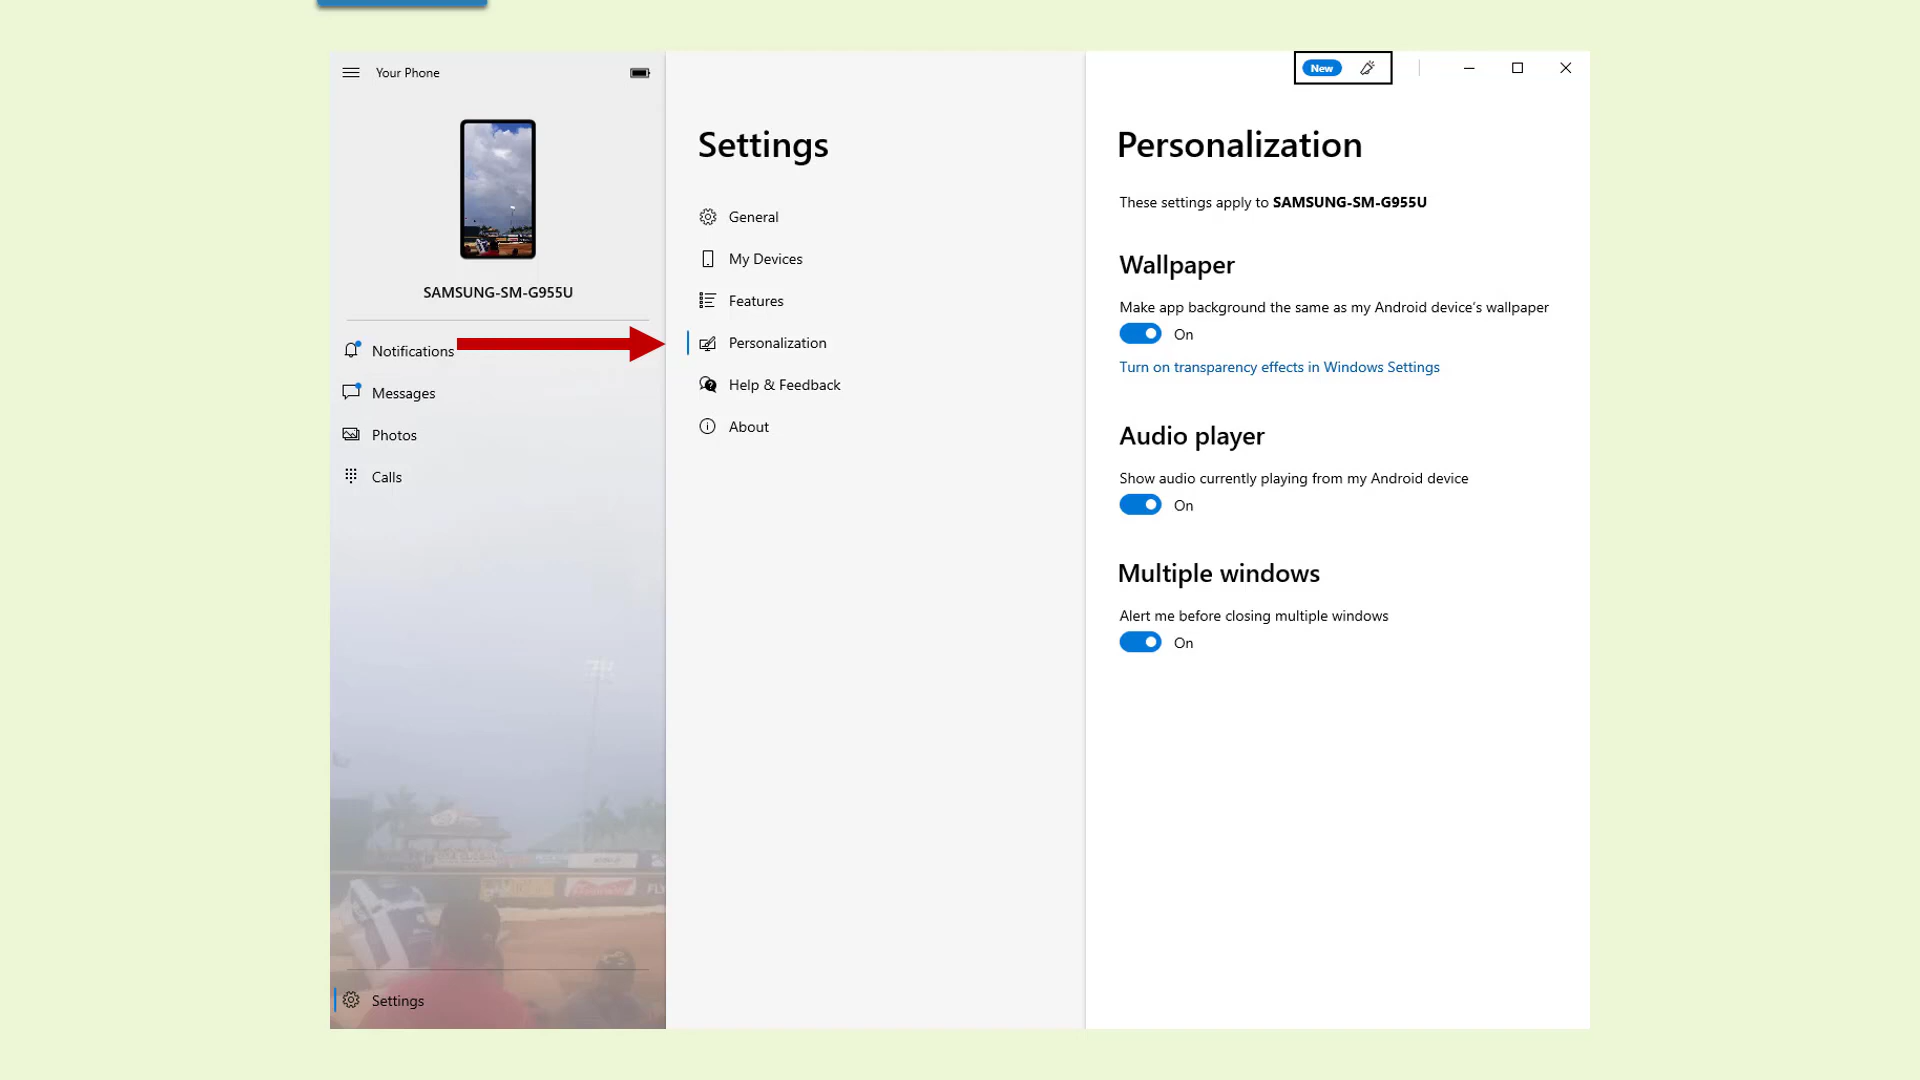 Your Phone
SAMSUNG-SM-G955U
Notifications
Messages
Photos
Calls
Settings
Settings
General
My Devices
Features
Personalization
Help & Feedback
About
New
Personalization
These settings apply to SAMSUNG-SM-G955U
Wallpaper
Make app background the same as my Android device's wallpaper
On
Turn on transparency effects in Windows Settings
Audio player
Show audio currently playing from my Android device
On
Multiple windows
Alert me before closing multiple windows
On